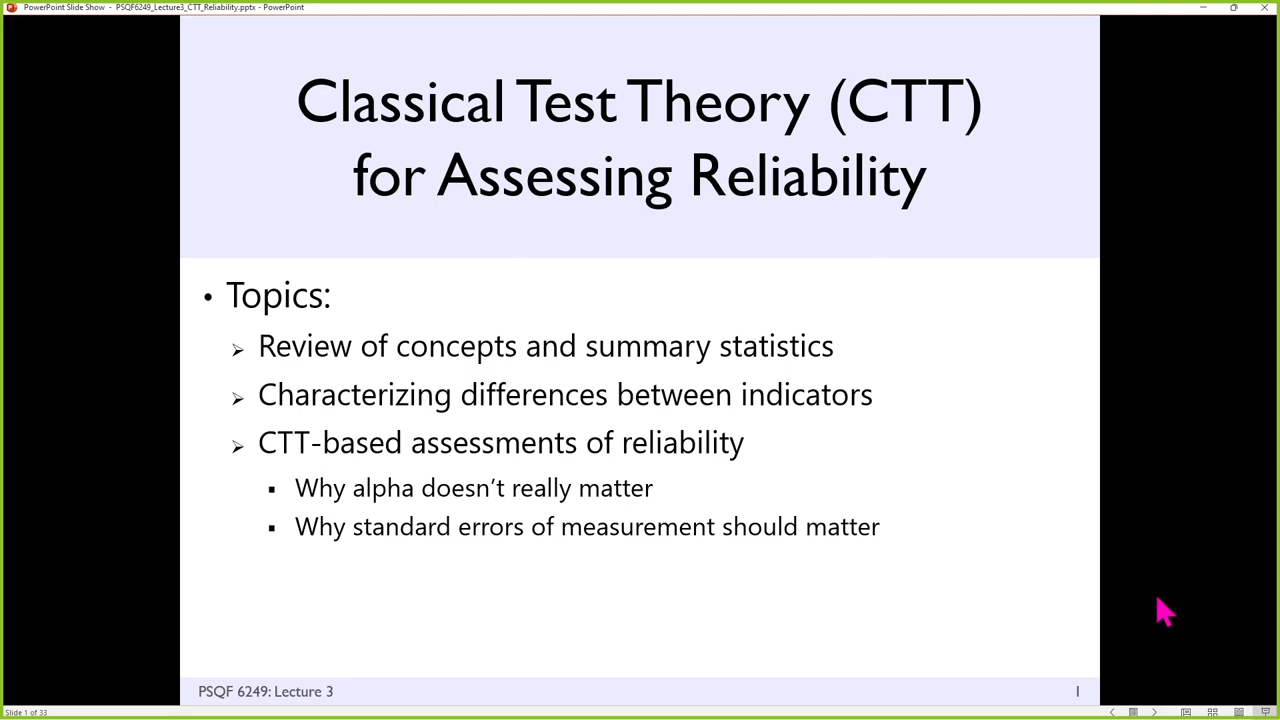 PowerPoint Slide Show - PSQF6249_Lecture3_CTT_Reliability.pptx - PowerPoint
Classical Test Theory (CTT)
for Assessing Reliability
• Topics:
Review of concepts and summary statistics
Characterizing differences between indicators
CTT-based assessments of reliability
Why alpha doesn’t really matter
Why standard errors of measurement should matter
PSQF 6249: Lecture 3
1
Slide 1 of 33